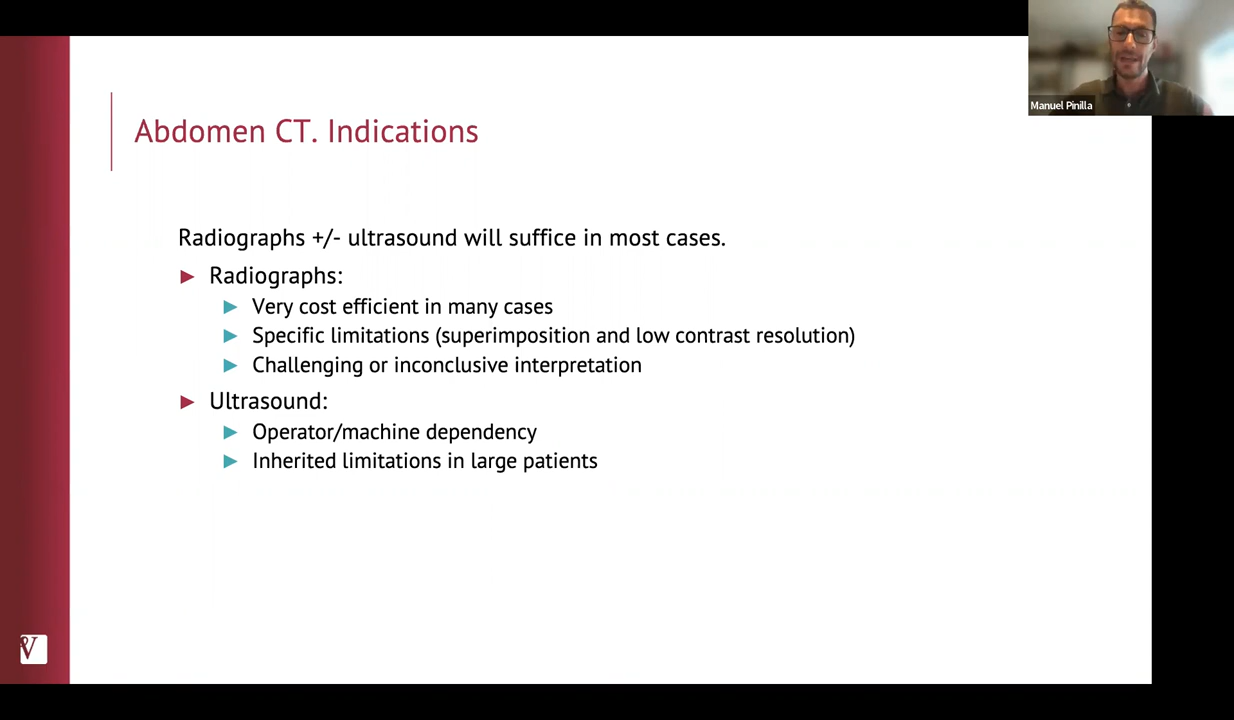 Manuel Pinilla
Abdomen CT. Indications
Radiographs +/- ultrasound will suffice in most cases.
Radiographs:
Very cost efficient in many cases
Specific limitations (superimposition and low contrast resolution)
Challenging or inconclusive interpretation
Ultrasound:
Operator/machine dependency
Inherited limitations in large patients
&V